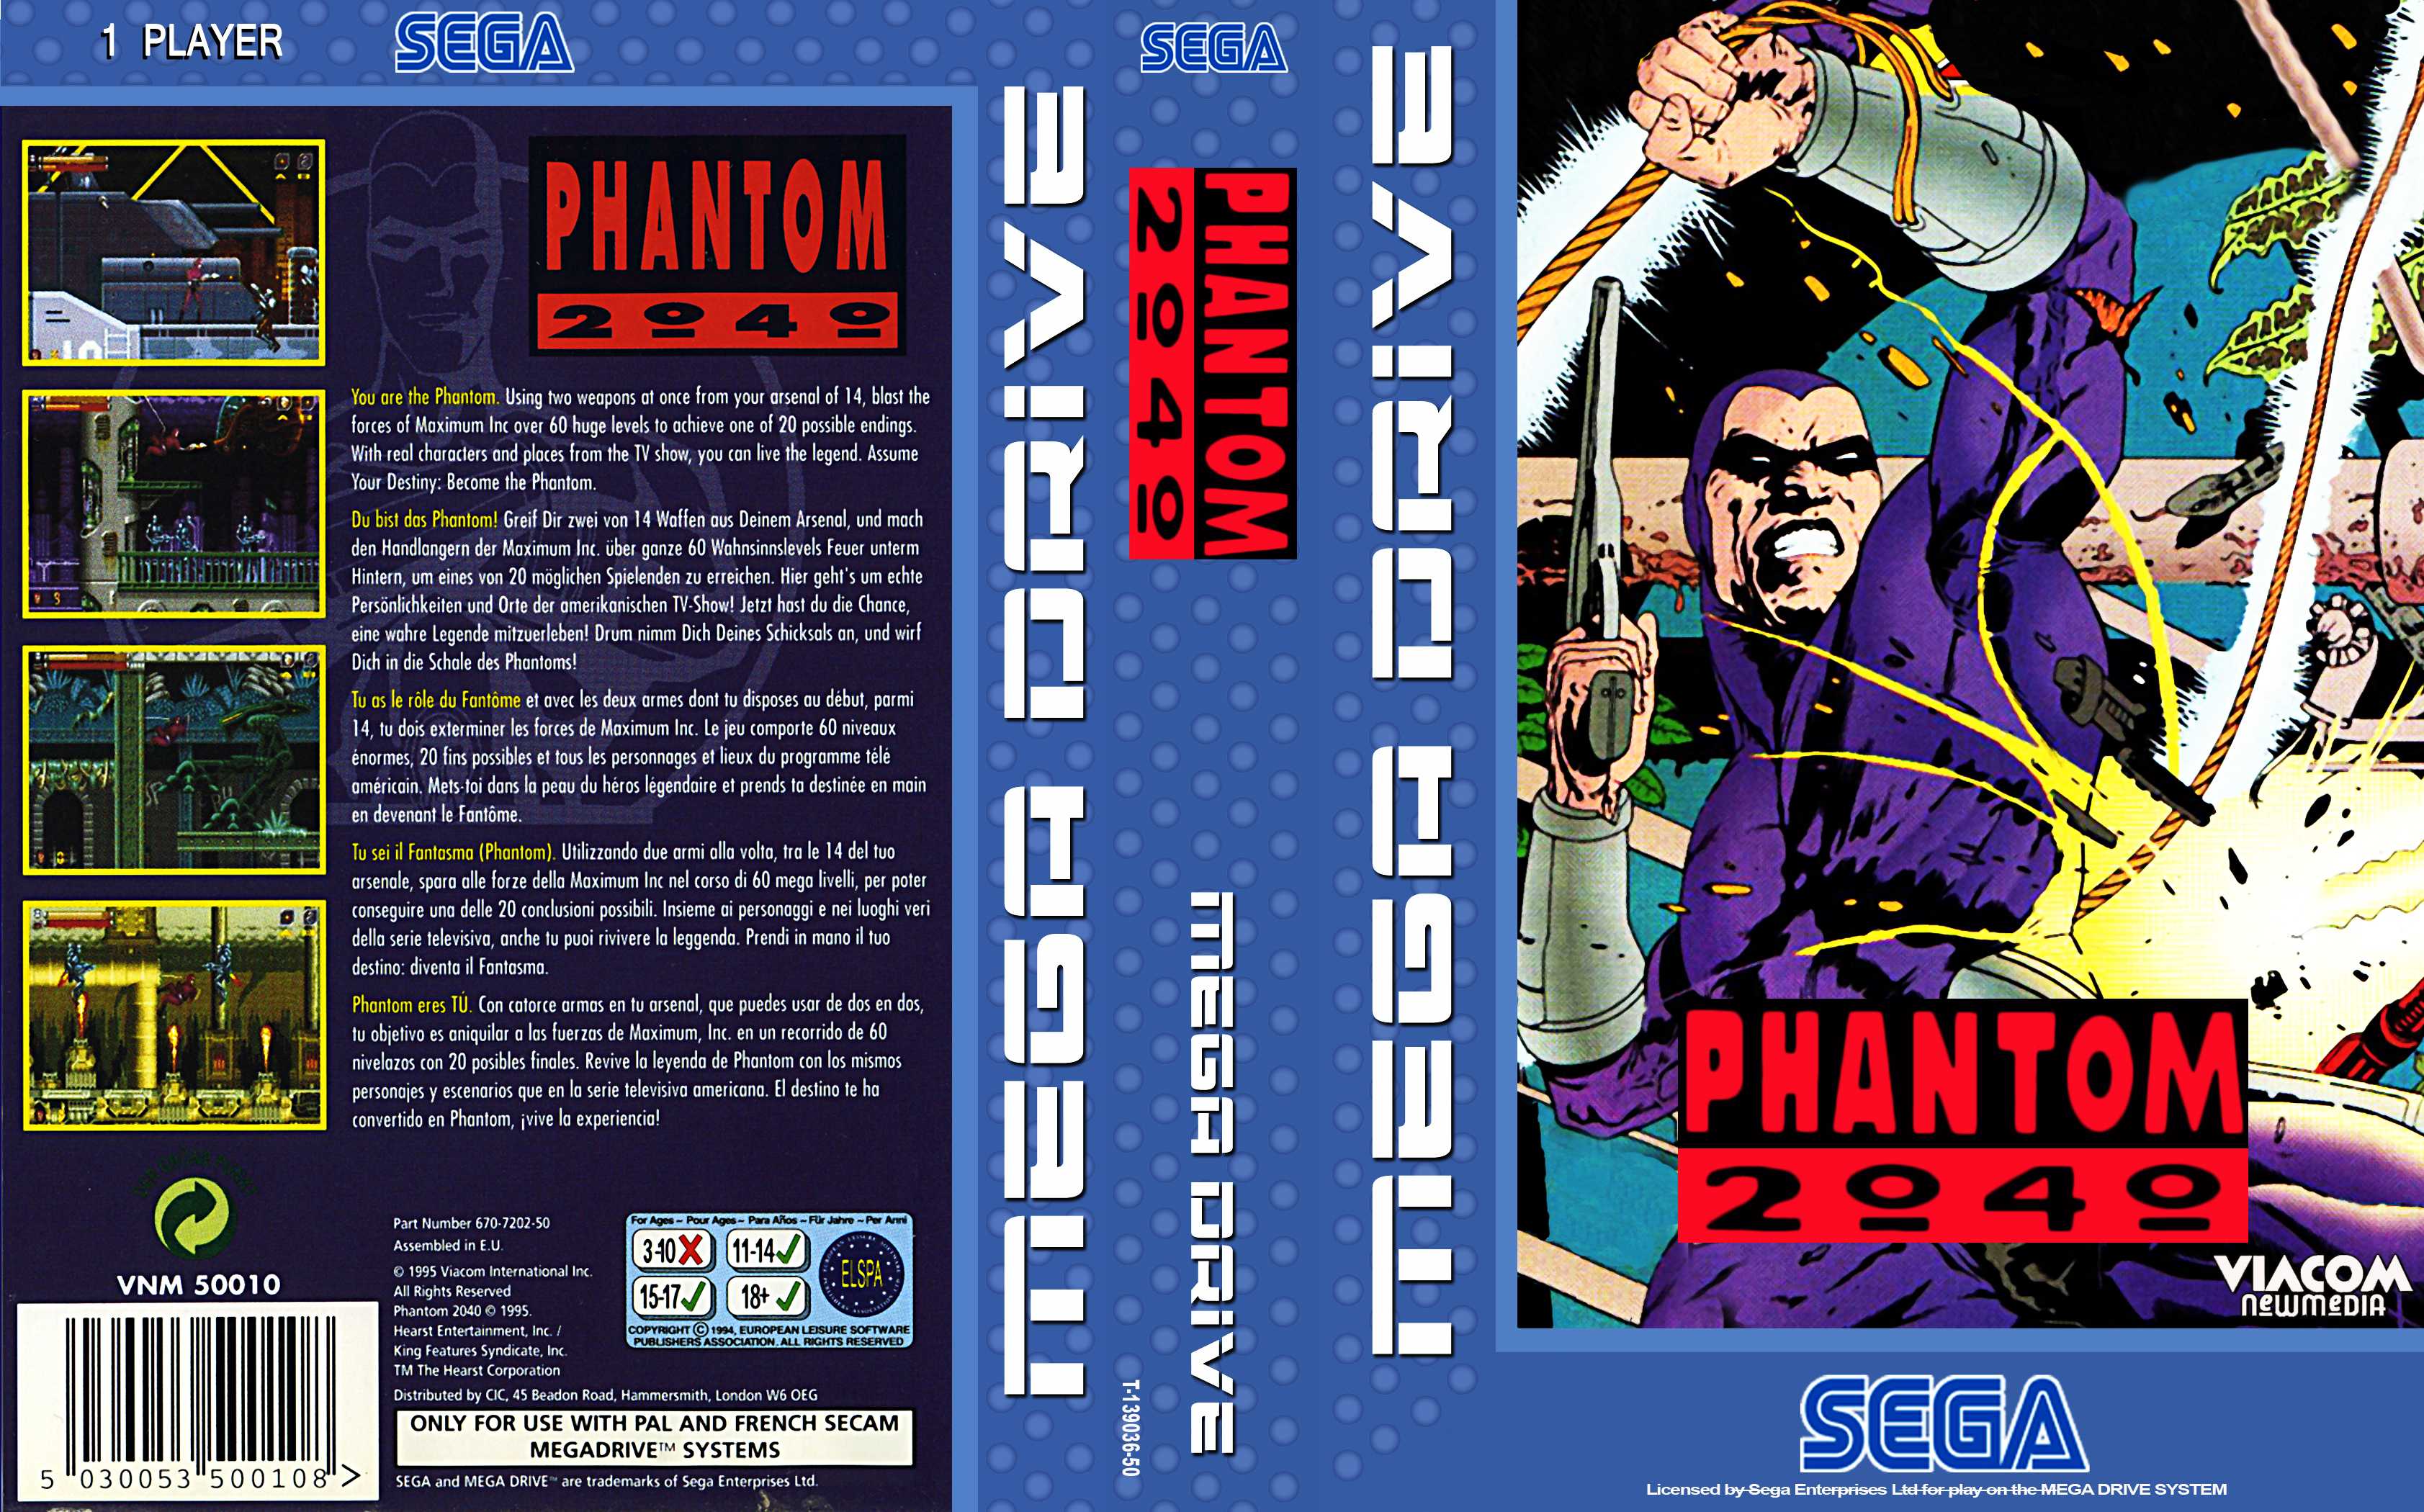 1 PLAYER
SEGA
PHANTOM
2040
You are the Phantom. Using two weapons at once from your arsenal of 14, blast the
forces of Maximum Inc over 60 huge levels to achieve one of 20 possible endings.
With real characters and places from the TV show, you can live the legend. Assume
Your Destiny: Become the Phantom.
Du bist das Phantom! Greif Dir zwei von 14 Waffen aus Deinem Arsenal, und mach
den Handlangern der Maximum Inc. über ganze 60 Wahnsinnslevels Feuer unterm
Hintern, um eines von 20 möglichen Spielenden zu erreichen. Hier geht's um echte
Persönlichkeiten und Orte der amerikanischen TV-Show! Jetzt hast du die Chance,
eine wahre Legende mitzuerleben! Drum nimm Dich Deines Schicksals an, und wirf
Dich in die Schale des Phantoms!
Tu as le rôle du Fantôme et avec les deux armes dont tu disposes au début, parmi
14, tu dois exterminer les forces de Maximum Inc. Le jeu comporte 60 niveaux
énormes, 20 fins possibles et tous les personnages et lieux du programme télé
américain. Mets-toi dans la peau du héros légendaire et prends ta destinée en main
en devenant le Fantôme.
Tu sei il Fantasma (Phantom). Utilizzando due armi alla volta, tra le 14 del tuo
arsenale, spara alle forze della Maximum Inc nel corso di 60 mega livelli, per poter
conseguire una delle 20 conclusioni possibili. Insieme ai personaggi e nei luoghi veri
della serie televisiva, anche tu puoi rivivere la leggenda. Prendi in mano il tuo
destino: diventa il Fantasma.
Phantom eres TÚ. Con catorce armas en tu arsenal, que puedes usar de dos en dos,
tu objetivo es aniquilar a las fuerzas de Maximum, Inc. en un recorrido de 60
nivelazos con 20 posibles finales. Revive la leyenda de Phantom con los mismos
personajes y escenarios que en la serie televisiva americana. El destino te ha
convertido en Phantom, ¡vive la experiencia!
VNM 50010
5 030053 500108 >
Part Number 670-7202-50
Assembled in E.U.
© 1995 Viacom International Inc.
All Rights Reserved
Phantom 2040 © 1995.
Hearst Entertainment, Inc. /
King Features Syndicate, Inc.
TM The Hearst Corporation
Distributed by CIC, 45 Beadon Road, Hammersmith, London W6 OEG
For Ages ~ Pour Ages ~ Para Años ~ Für Jahre ~ Per Anni
3-10 11-14
15-17 18+
ELSPA
COPYRIGHT © 1994, EUROPEAN LEISURE SOFTWARE
PUBLISHERS ASSOCIATION. ALL RIGHTS RESERVED
ONLY FOR USE WITH PAL AND FRENCH SECAM
MEGADRIVE™ SYSTEMS
SEGA and MEGA DRIVE™ are trademarks of Sega Enterprises Ltd.
MEGA DRIVE
SEGA
PHANTOM
2040
MEGA DRIVE
T-139036-50
MEGA DRIVE
PHANTOM
2040
VIACOM
NEWMEDIA
SEGA
Licensed by Sega Enterprises Ltd for play on the MEGA DRIVE SYSTEM